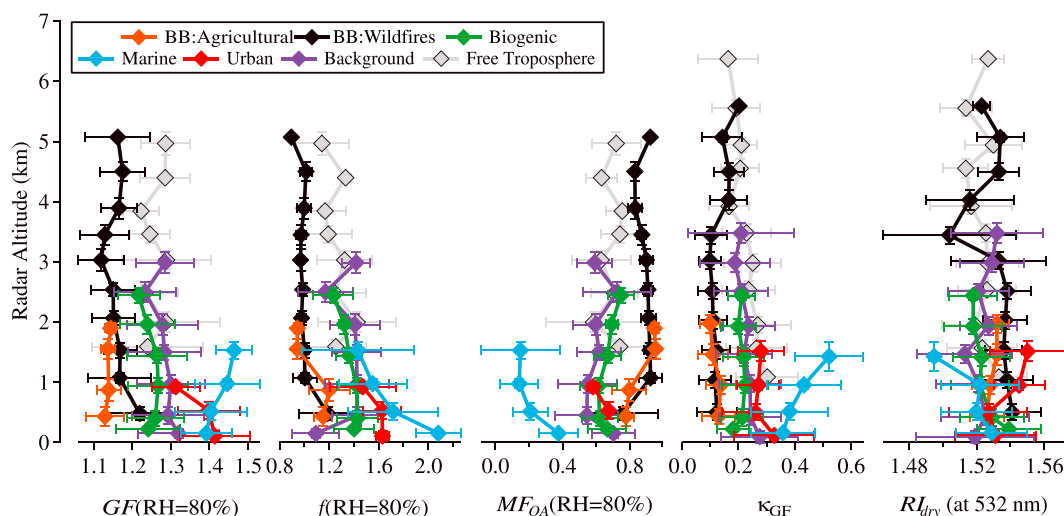 7
BB:Agricultural BB:Wildfires Biogenic
Marine Urban Background Free Troposphere
6
5
4
3
2
1
0
Radar Altitude (km)
1.1 1.2 1.3 1.4 1.5 0.8 1.2 1.6 2.0 0.0 0.4 0.8 0.0 0.2 0.4 0.6 1.48 1.52 1.56
GF(RH=80%) f(RH=80%) MF_OA(RH=80%) κ_GF RI_dry (at 532 nm)